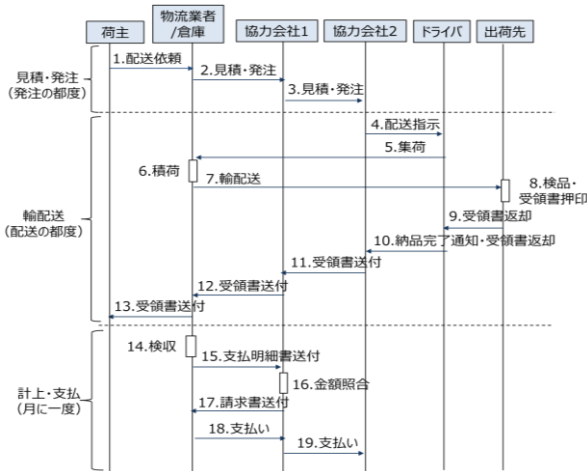 荷主
物流業者
/倉庫
協力会社1
協力会社2
ドライバ
出荷先
見積・発注
(発注の都度)
1.配送依頼
2.見積・発注
3.見積・発注
輸配送
(配送の都度)
4.配送指示
5.集荷
6.積荷
7.輸配送
8.検品・
受領書押印
9.受領書返却
10.納品完了通知・受領書返却
11.受領書送付
12.受領書送付
13.受領書送付
計上・支払
(月に一度)
14.検収
15.支払明細書送付
16.金額照合
17.請求書送付
18.支払い
19.支払い